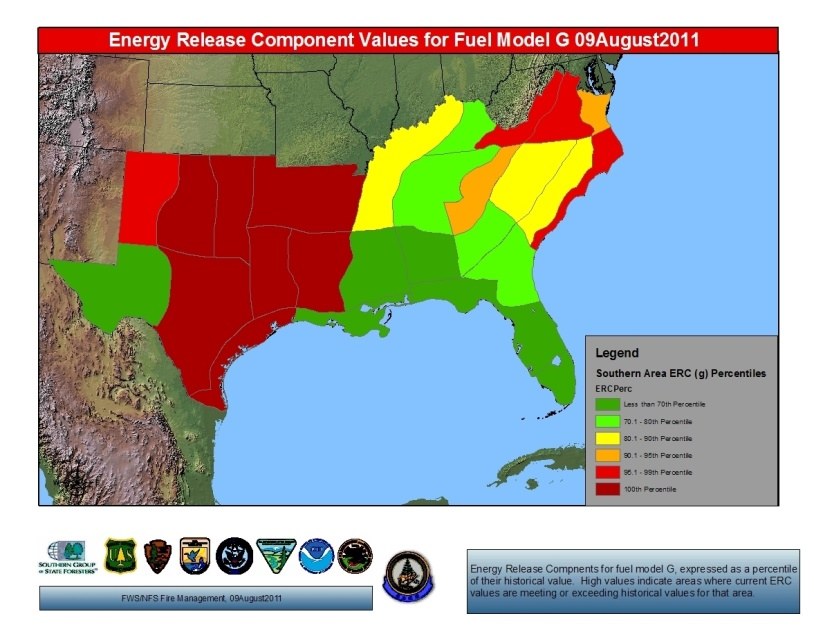 Energy Release Component Values for Fuel Model G 09August2011
Legend
Southern Area ERC (g) Percentiles
ERCPerc
Less than 70th Percentile
70.1 - 80th Percentile
80.1 - 90th Percentile
90.1 - 95th Percentile
95.1 - 99th Percentile
100th Percentile
SOUTHERN GROUP
OF STATE FORESTERS
FWS/NFS Fire Management, 09August2011
Energy Release Compnents for fuel model G, expressed as a percentile
of their historical value. High values indicate areas where current ERC
values are meeting or exceeding historical values for that area.